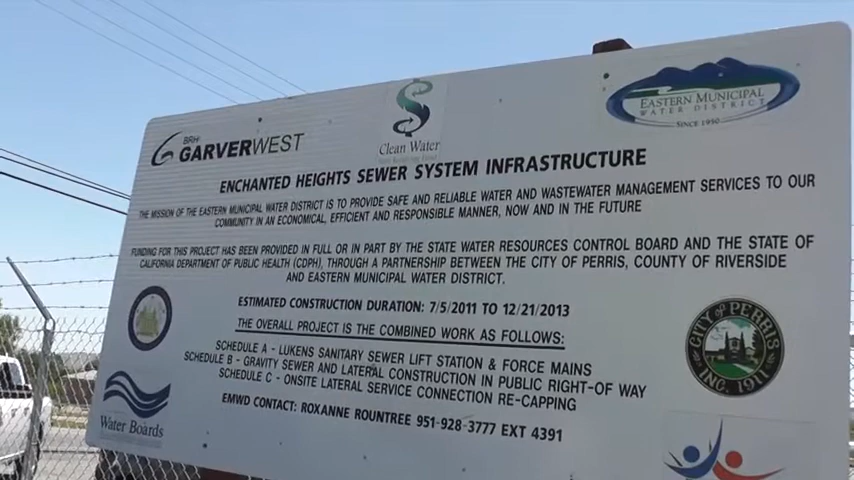 BRH
GARVERWEST
Clean Water
EASTERN MUNICIPAL
WATER DISTRICT
SINCE 1950
ENCHANTED HEIGHTS SEWER SYSTEM INFRASTRUCTURE
THE MISSION OF THE EASTERN MUNICIPAL WATER DISTRICT IS TO PROVIDE SAFE AND RELIABLE WATER AND WASTEWATER MANAGEMENT SERVICES TO OUR
COMMUNITY IN AN ECONOMICAL, EFFICIENT AND RESPONSIBLE MANNER, NOW AND IN THE FUTURE
FUNDING FOR THIS PROJECT HAS BEEN PROVIDED IN FULL OR IN PART BY THE STATE WATER RESOURCES CONTROL BOARD AND THE STATE OF
CALIFORNIA DEPARTMENT OF PUBLIC HEALTH (CDPH), THROUGH A PARTNERSHIP BETWEEN THE CITY OF PERRIS, COUNTY OF RIVERSIDE
AND EASTERN MUNICIPAL WATER DISTRICT.
ESTIMATED CONSTRUCTION DURATION: 7/5/2011 TO 12/21/2013
THE OVERALL PROJECT IS THE COMBINED WORK AS FOLLOWS:
SCHEDULE A - LUKENS SANITARY SEWER LIFT STATION & FORCE MAINS
SCHEDULE B - GRAVITY SEWER AND LATERAL CONSTRUCTION IN PUBLIC RIGHT-OF WAY
SCHEDULE C - ONSITE LATERAL SERVICE CONNECTION RE-CAPPING
EMWD CONTACT: ROXANNE ROUNTREE 951-928-3777 EXT 4391
Water Boards
CITY OF PERRIS
INC. 1911